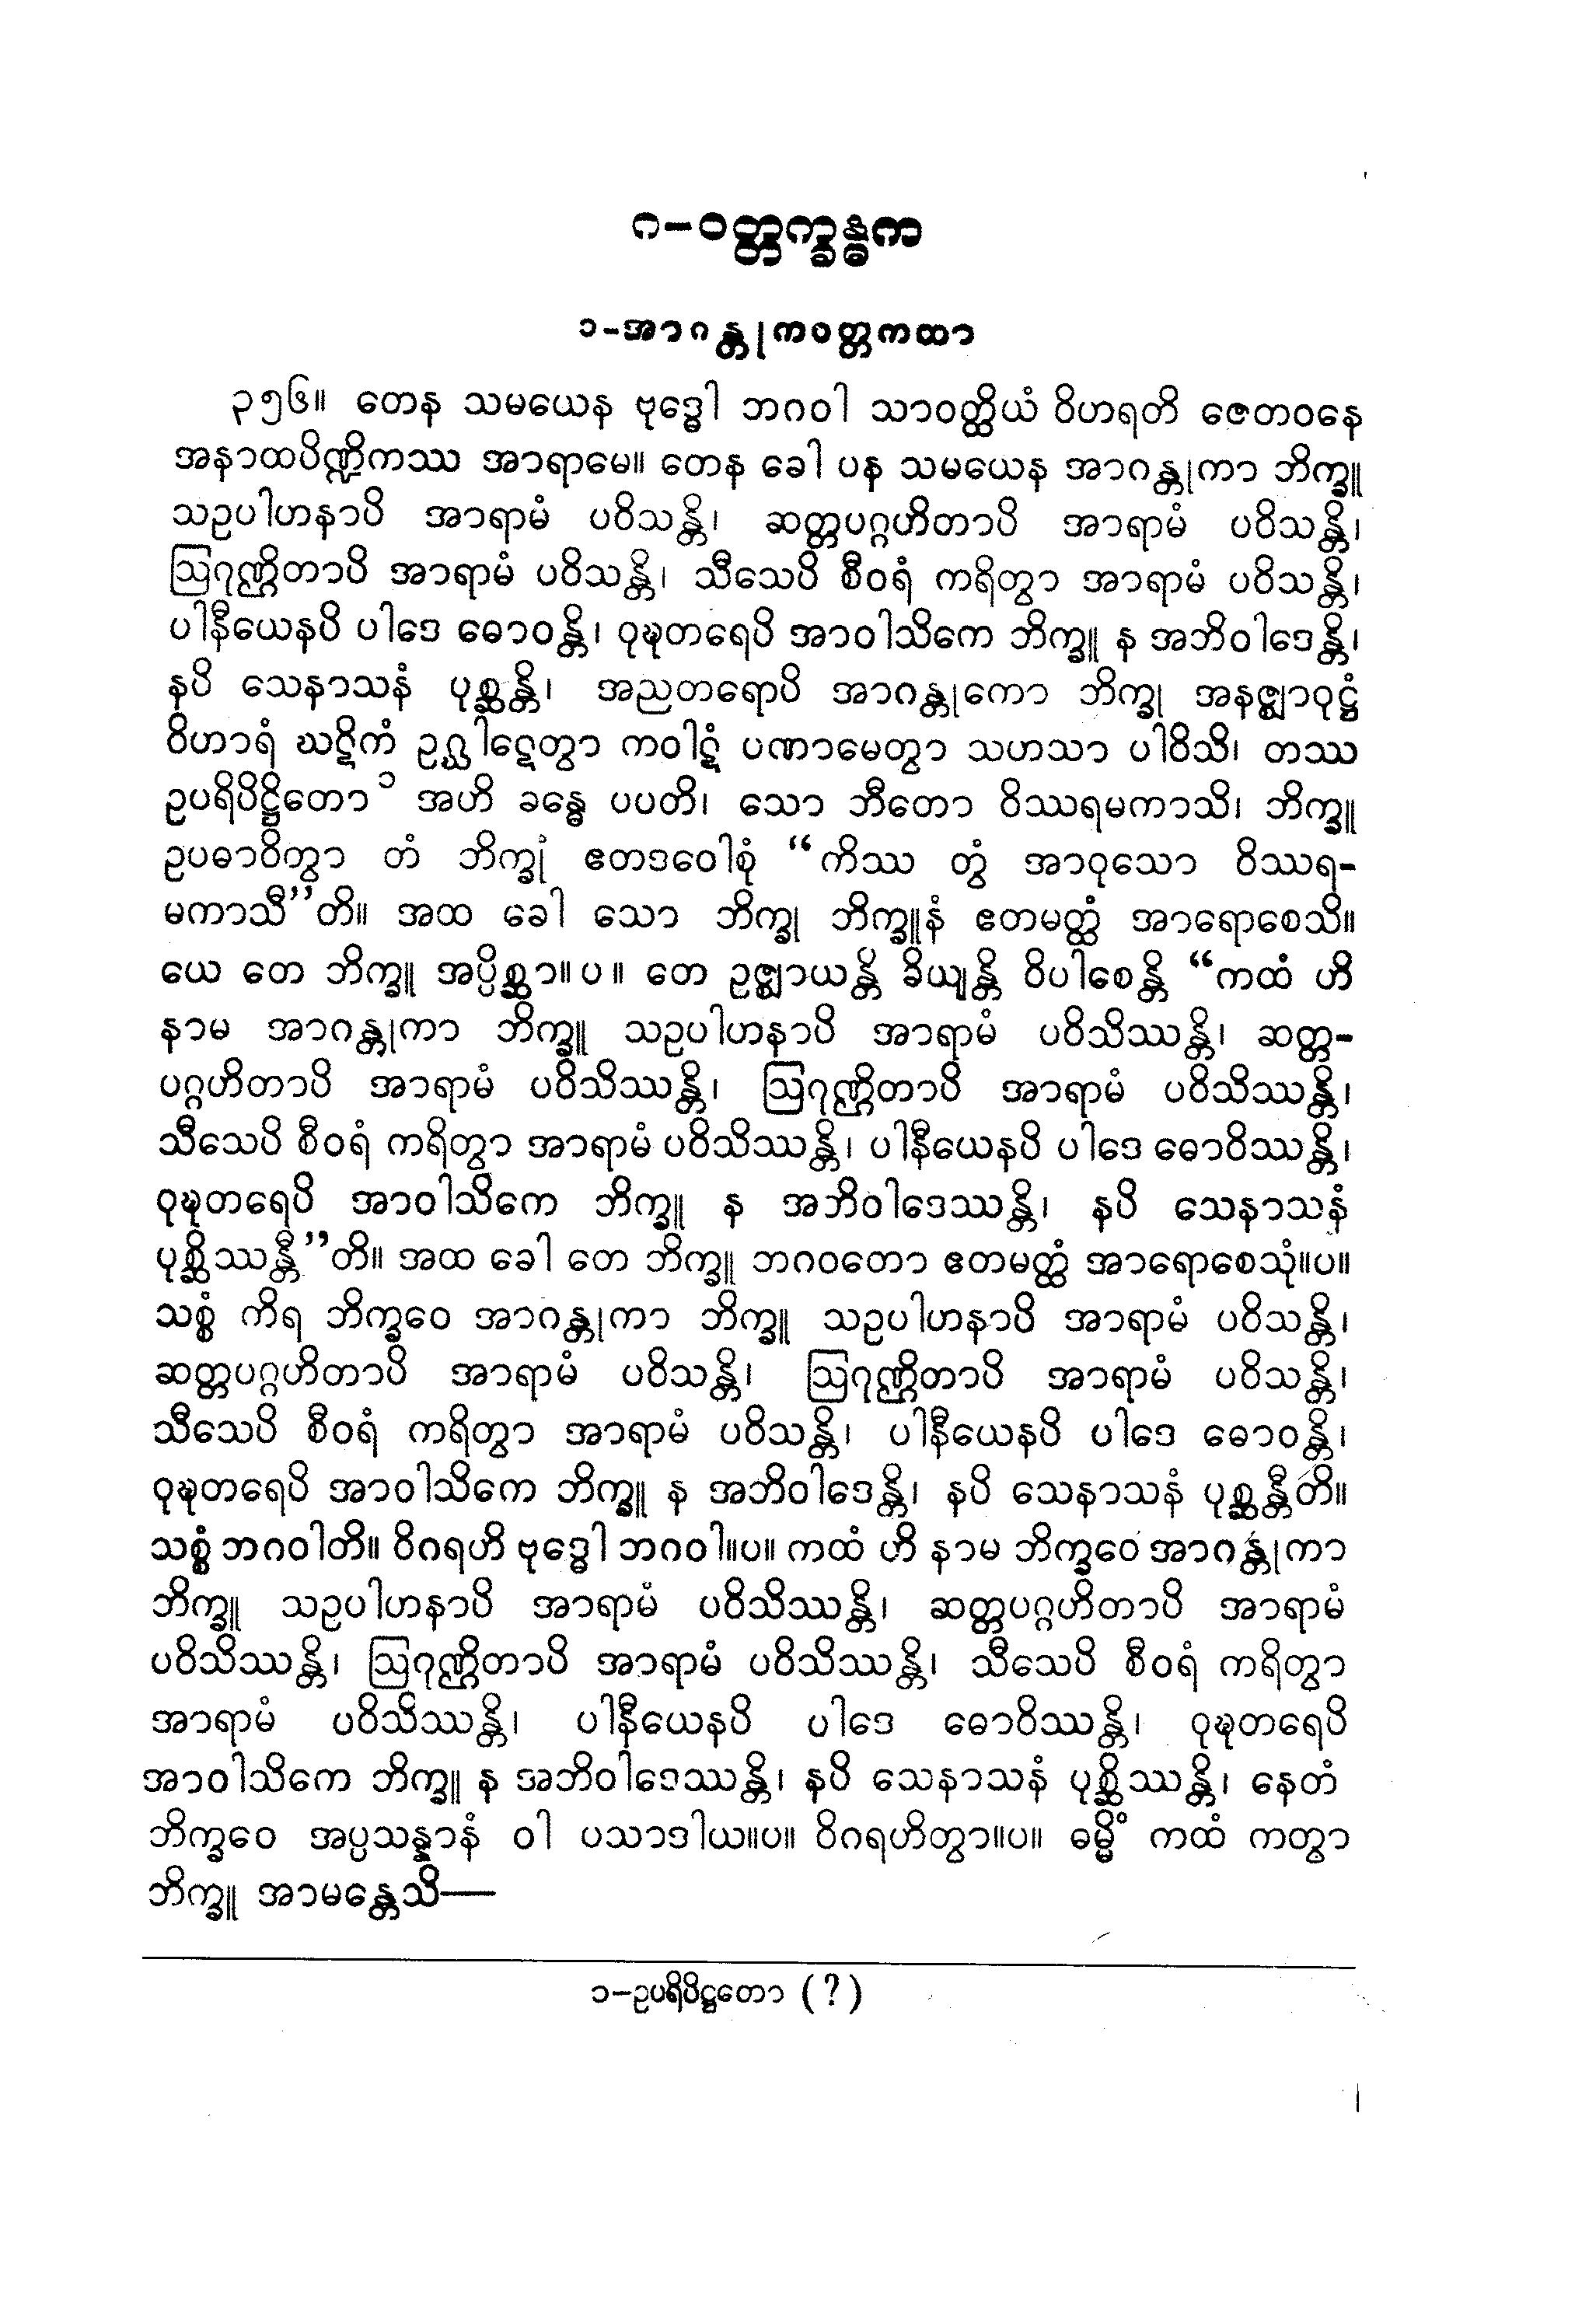 ဂ-ဝတ္တက္ခန္ဓက
၁-အာဂန္တုကဝတ္တကထာ
၃၅၆။ တေန သမယေန ဗုဒ္ဓေါ ဘဂဝါ သာဝတ္ထိယံ ဝိဟရတိ ဇေတဝနေ
အနာထပိဏ္ဍိကဿ အာရာမေ။ တေန ခေါ ပန သမယေန အာဂန္တုကာ ဘိက္ခူ
သဥပါဟနာပိ အာရာမံ ပဝိသန္တိ၊ ဆတ္တပဂ္ဂဟိတာပိ အာရာမံ ပဝိသန္တိ၊
ဩဂုဏ္ဌိတာပိ အာရာမံ ပဝိသန္တိ၊ သီသေပိ စီဝရံ ကရိတွာ အာရာမံ ပဝိသန္တိ၊
ပါနီယေနပိ ပါဒေ ဓောဝန္တိ၊ ဝုဍ္ဎတရေပိ အာဝါသိကေ ဘိက္ခူ န အဘိဝါဒေန္တိ၊
နပိ သေနာသနံ ပုစ္ဆန္တိ၊ အညတရောပိ အာဂန္တုကော ဘိက္ခု အနဇ္ဈာဝုဋ္ဌံ
ဝိဟာရံ ဃဋိကံ ဥဂ္ဃါဋေတွာ ကဝါဋံ ပဏာမေတွာ သဟသာ ပါဝိသိ၊ တဿ
ဥပရိပိဋ္ဌိတော ၁ အဟိ ခန္ဓေ ပပတိ၊ သော ဘီတော ဝိဿရမကာသိ၊ ဘိက္ခူ
ဥပဓာဝိတွာ တံ ဘိက္ခုံ ဧတဒဝေါစုံ “ကိဿ တွံ အာဝုသော ဝိဿရ-
မကာသီ”တိ။ အထ ခေါ သော ဘိက္ခု ဘိက္ခူနံ ဧတမတ္ထံ အာရောစေသိ။
ယေ တေ ဘိက္ခူ အပ္ပိစ္ဆာ။ပ။ တေ ဥဇ္ဈာယန္တိ ခိယျန္တိ ဝိပါစေန္တိ “ကထံ ဟိ
နာမ အာဂန္တုကာ ဘိက္ခူ သဥပါဟနာပိ အာရာမံ ပဝိသိဿန္တိ၊ ဆတ္တ-
ပဂ္ဂဟိတာပိ အာရာမံ ပဝိသိဿန္တိ၊ ဩဂုဏ္ဌိတာပိ အာရာမံ ပဝိသိဿန္တိ၊
သီသေပိ စီဝရံ ကရိတွာ အာရာမံ ပဝိသိဿန္တိ၊ ပါနီယေနပိ ပါဒေ ဓောဝိဿန္တိ၊
ဝုဍ္ဎတရေပိ အာဝါသိကေ ဘိက္ခူ န အဘိဝါဒေဿန္တိ၊ နပိ သေနာသနံ
ပုစ္ဆိဿန္တီ”တိ။ အထ ခေါ တေ ဘိက္ခူ ဘဂဝတော ဧတမတ္ထံ အာရောစေသုံ။ပ။
သစ္စံ ကိရ ဘိက္ခဝေ အာဂန္တုကာ ဘိက္ခူ သဥပါဟနာပိ အာရာမံ ပဝိသန္တိ၊
ဆတ္တပဂ္ဂဟိတာပိ အာရာမံ ပဝိသန္တိ၊ ဩဂုဏ္ဌိတာပိ အာရာမံ ပဝိသန္တိ၊
သီသေပိ စီဝရံ ကရိတွာ အာရာမံ ပဝိသန္တိ၊ ပါနီယေနပိ ပါဒေ ဓောဝန္တိ၊
ဝုဍ္ဎတရေပိ အာဝါသိကေ ဘိက္ခူ န အဘိဝါဒေန္တိ၊ နပိ သေနာသနံ ပုစ္ဆန္တီတိ။
သစ္စံ ဘဂဝါတိ။ ဝိဂရဟိ ဗုဒ္ဓေါ ဘဂဝါ။ပ။ ကထံ ဟိ နာမ ဘိက္ခဝေ အာဂန္တုကာ
ဘိက္ခူ သဥပါဟနာပိ အာရာမံ ပဝိသိဿန္တိ၊ ဆတ္တပဂ္ဂဟိတာပိ အာရာမံ
ပဝိသိဿန္တိ၊ ဩဂုဏ္ဌိတာပိ အာရာမံ ပဝိသိဿန္တိ၊ သီသေပိ စီဝရံ ကရိတွာ
အာရာမံ ပဝိသိဿန္တိ၊ ပါနီယေနပိ ပါဒေ ဓောဝိဿန္တိ၊ ဝုဍ္ဎတရေပိ
အာဝါသိကေ ဘိက္ခူ န အဘိဝါဒေဿန္တိ၊ နပိ သေနာသနံ ပုစ္ဆိဿန္တိ၊ နေတံ
ဘိက္ခဝေ အပ္ပသန္နာနံ ဝါ ပသာဒါယ။ပ။ ဝိဂရဟိတွာ။ပ။ ဓမ္မိံ ကထံ ကတွာ
ဘိက္ခူ အာမန္တေသိ—
၁-ဥပရိပိဋ္ဌတော (?)